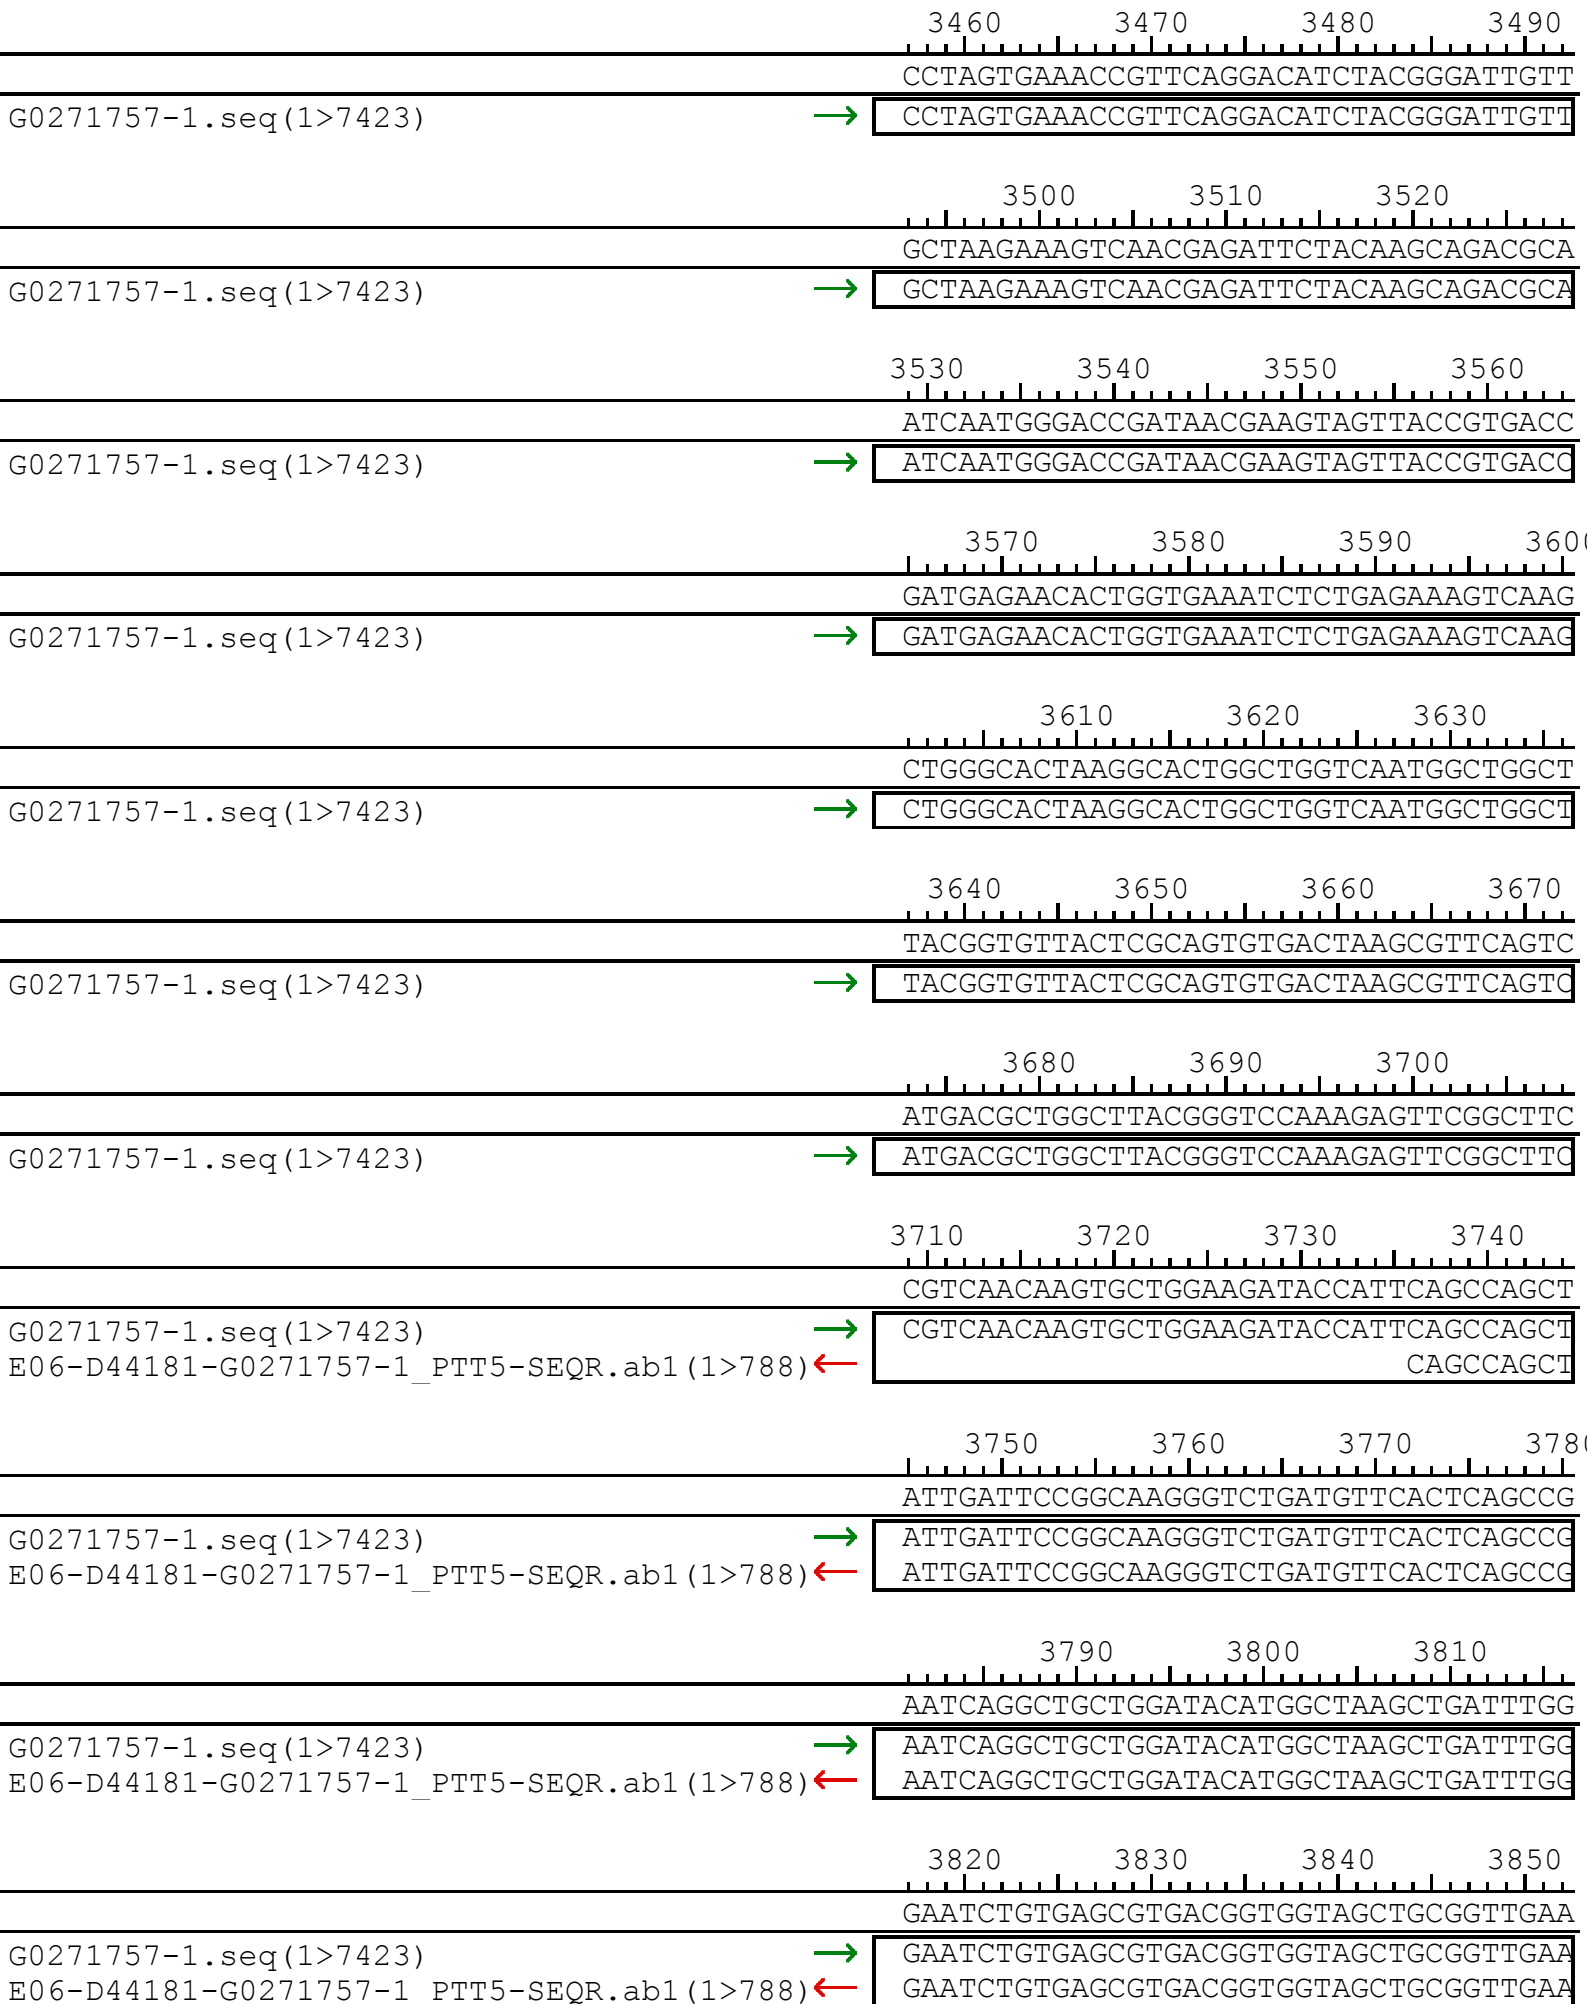 3460 3470 3480 3490
CCTAGTGAAACCGTTCAGGACATCTACGGGATTGTT
G0271757-1.seq(1>7423) → CCTAGTGAAACCGTTCAGGACATCTACGGGATTGTT
3500 3510 3520
GCTAAGAAAGTCAACGAGATTCTACAAGCAGACGCA
G0271757-1.seq(1>7423) → GCTAAGAAAGTCAACGAGATTCTACAAGCAGACGCA
3530 3540 3550 3560
ATCAATGGGACCGATAACGAAGTAGTTACCGTGACC
G0271757-1.seq(1>7423) → ATCAATGGGACCGATAACGAAGTAGTTACCGTGACC
3570 3580 3590 3600
GATGAGAACACTGGTGAAATCTCTGAGAAAGTCAAG
G0271757-1.seq(1>7423) → GATGAGAACACTGGTGAAATCTCTGAGAAAGTCAAG
3610 3620 3630
CTGGGCACTAAGGCACTGGCTGGTCAATGGCTGGCT
G0271757-1.seq(1>7423) → CTGGGCACTAAGGCACTGGCTGGTCAATGGCTGGCT
3640 3650 3660 3670
TACGGTGTTACTCGCAGTGTGACTAAGCGTTCAGTC
G0271757-1.seq(1>7423) → TACGGTGTTACTCGCAGTGTGACTAAGCGTTCAGTC
3680 3690 3700
ATGACGCTGGCTTACGGGTCCAAAGAGTTCGGCTTC
G0271757-1.seq(1>7423) → ATGACGCTGGCTTACGGGTCCAAAGAGTTCGGCTTC
3710 3720 3730 3740
CGTCAACAAGTGCTGGAAGATACCATTCAGCCAGCT
G0271757-1.seq(1>7423) → CGTCAACAAGTGCTGGAAGATACCATTCAGCCAGCT
E06-D44181-G0271757-1_PTT5-SEQR.ab1(1>788) ← CAGCCAGCT
3750 3760 3770 3780
ATTGATTCCGGCAAGGGTCTGATGTTCACTCAGCCG
G0271757-1.seq(1>7423) → ATTGATTCCGGCAAGGGTCTGATGTTCACTCAGCCG
E06-D44181-G0271757-1_PTT5-SEQR.ab1(1>788) ← ATTGATTCCGGCAAGGGTCTGATGTTCACTCAGCCG
3790 3800 3810
AATCAGGCTGCTGGATACATGGCTAAGCTGATTTGG
G0271757-1.seq(1>7423) → AATCAGGCTGCTGGATACATGGCTAAGCTGATTTGG
E06-D44181-G0271757-1_PTT5-SEQR.ab1(1>788) ← AATCAGGCTGCTGGATACATGGCTAAGCTGATTTGG
3820 3830 3840 3850
GAATCTGTGAGCGTGACGGTGGTAGCTGCGGTTGAA
G0271757-1.seq(1>7423) → GAATCTGTGAGCGTGACGGTGGTAGCTGCGGTTGAA
E06-D44181-G0271757-1_PTT5-SEQR.ab1(1>788) ← GAATCTGTGAGCGTGACGGTGGTAGCTGCGGTTGAA